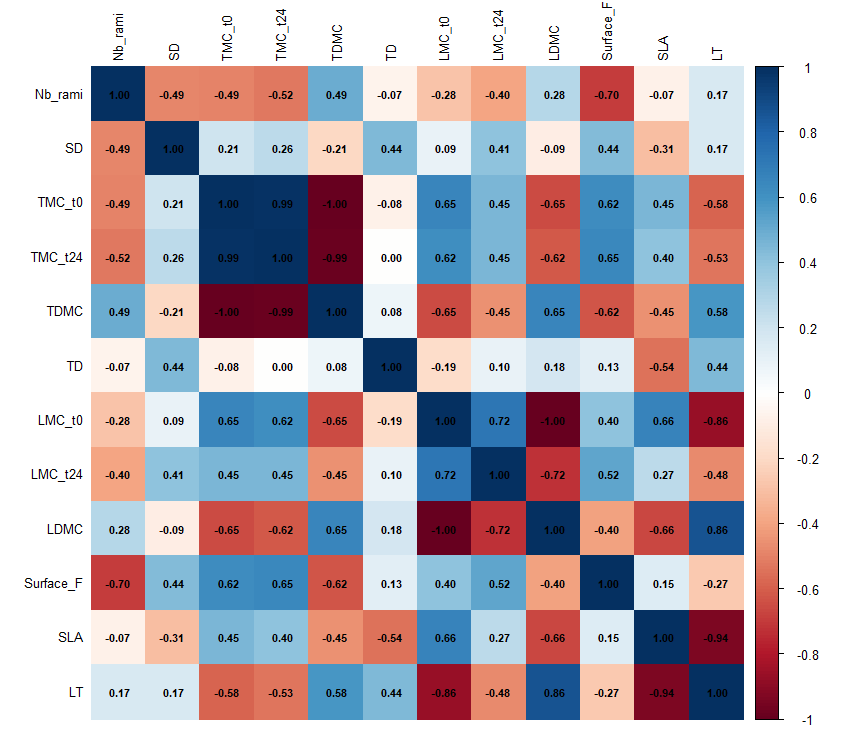 Nb_rami SD TMC_t0 TMC_t24 TDMC TD LMC_t0 LMC_t24 LDMC Surface_F SLA LT
Nb_rami 1.00 -0.49 -0.49 -0.52 0.49 -0.07 -0.28 -0.40 0.28 -0.70 -0.07 0.17
SD -0.49 1.00 0.21 0.26 -0.21 0.44 0.09 0.41 -0.09 0.44 -0.31 0.17
TMC_t0 -0.49 0.21 1.00 0.99 -1.00 -0.08 0.65 0.45 -0.65 0.62 0.45 -0.58
TMC_t24 -0.52 0.26 0.99 1.00 -0.99 0.00 0.62 0.45 -0.62 0.65 0.40 -0.53
TDMC 0.49 -0.21 -1.00 -0.99 1.00 0.08 -0.65 -0.45 0.65 -0.62 -0.45 0.58
TD -0.07 0.44 -0.08 0.00 0.08 1.00 -0.19 0.10 0.18 0.13 -0.54 0.44
LMC_t0 -0.28 0.09 0.65 0.62 -0.65 -0.19 1.00 0.72 -1.00 0.40 0.66 -0.86
LMC_t24 -0.40 0.41 0.45 0.45 -0.45 0.10 0.72 1.00 -0.72 0.52 0.27 -0.48
LDMC 0.28 -0.09 -0.65 -0.62 0.65 0.18 -1.00 -0.72 1.00 -0.40 -0.66 0.86
Surface_F -0.70 0.44 0.62 0.65 -0.62 0.13 0.40 0.52 -0.40 1.00 0.15 -0.27
SLA -0.07 -0.31 0.45 0.40 -0.45 -0.54 0.66 0.27 -0.66 0.15 1.00 -0.94
LT 0.17 0.17 -0.58 -0.53 0.58 0.44 -0.86 -0.48 0.86 -0.27 -0.94 1.00
1
0.8
0.6
0.4
0.2
0
-0.2
-0.4
-0.6
-0.8
-1